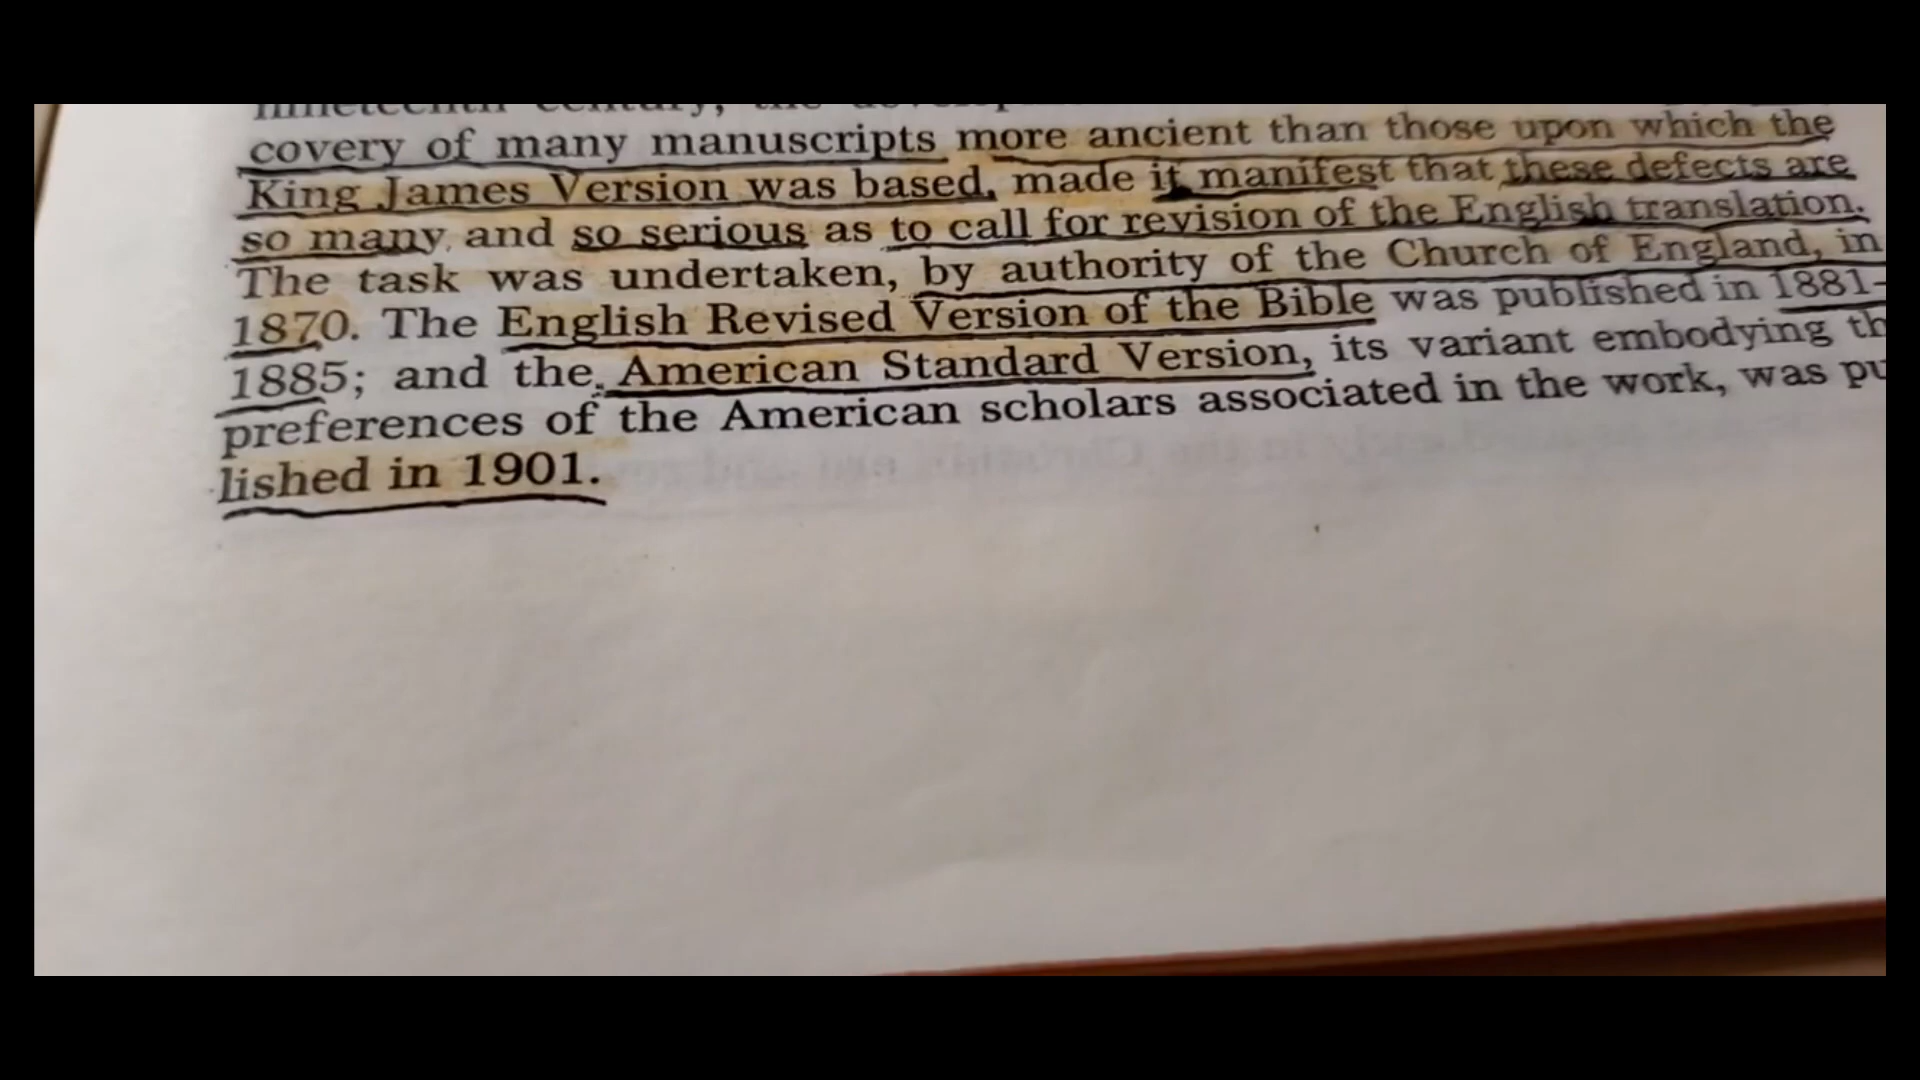 nineteenth century, the
covery of many manuscripts more ancient than those upon which the
King James Version was based, made it manifest that these defects are
so many and so serious as to call for revision of the English translation.
The task was undertaken, by authority of the Church of England, in
1870. The English Revised Version of the Bible was published in 1881-
1885; and the American Standard Version, its variant embodying th
preferences of the American scholars associated in the work, was pu
lished in 1901.